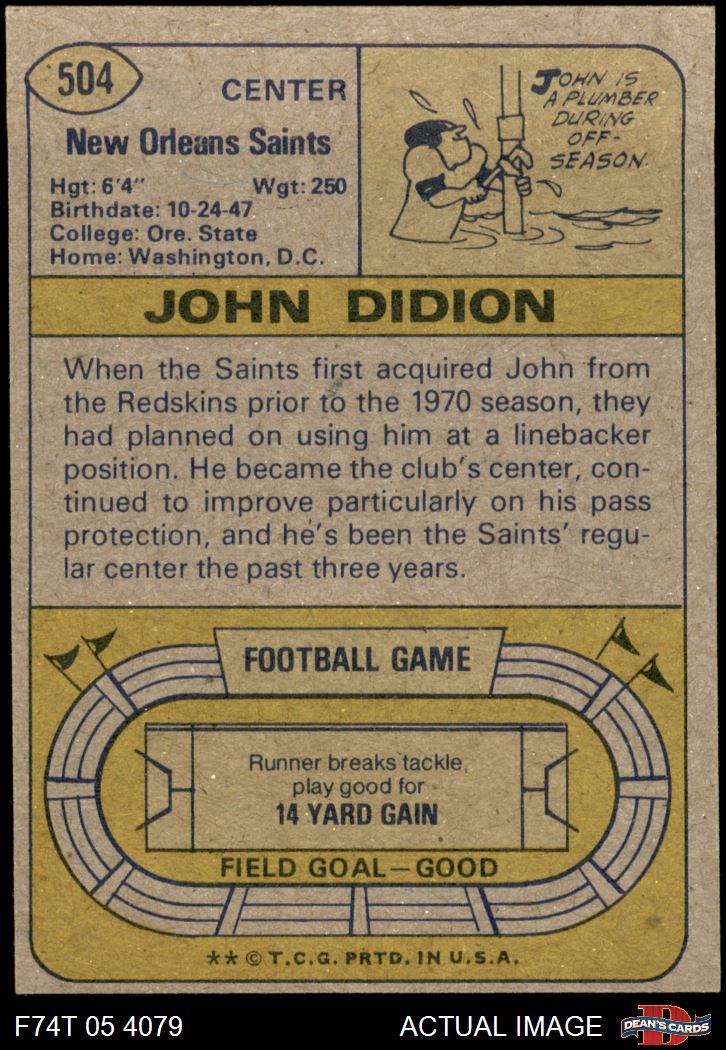 504
CENTER
New Orleans Saints
Hgt: 6'4" Wgt: 250
Birthdate: 10-24-47
College: Ore. State
Home: Washington, D.C.
JOHN IS
A PLUMBER
DURING
OFF-
SEASON.
JOHN DIDION
When the Saints first acquired John from
the Redskins prior to the 1970 season, they
had planned on using him at a linebacker
position. He became the club's center, con-
tinued to improve particularly on his pass
protection, and he's been the Saints' regu-
lar center the past three years.
FOOTBALL GAME
Runner breaks tackle,
play good for
14 YARD GAIN
FIELD GOAL—GOOD
** © T.C.G. PRTD. IN U.S.A.
F74T 05 4079 ACTUAL IMAGE
D
DEAN'S CARDS